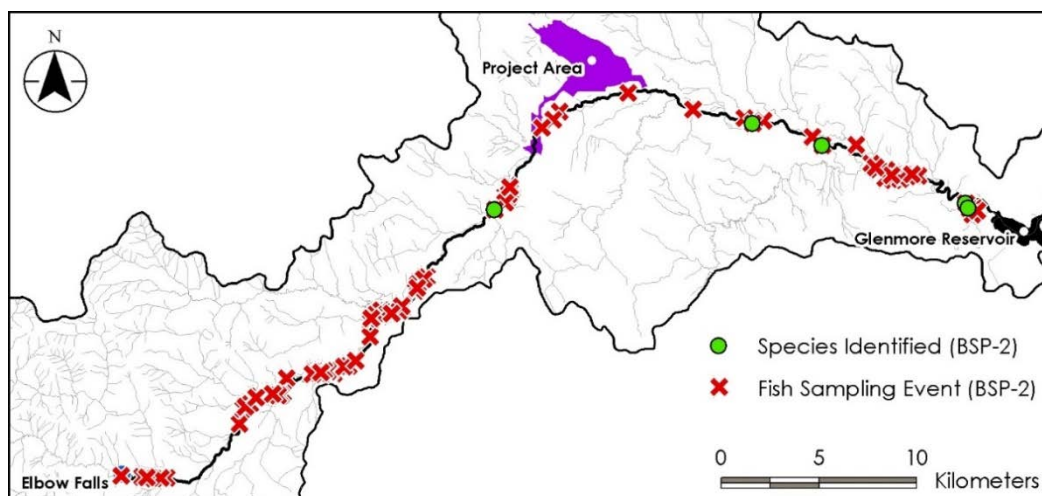 N
Project Area
Glenmore Reservoir
Species Identified (BSP-2)
Fish Sampling Event (BSP-2)
Elbow Falls
0 5 10
Kilometers